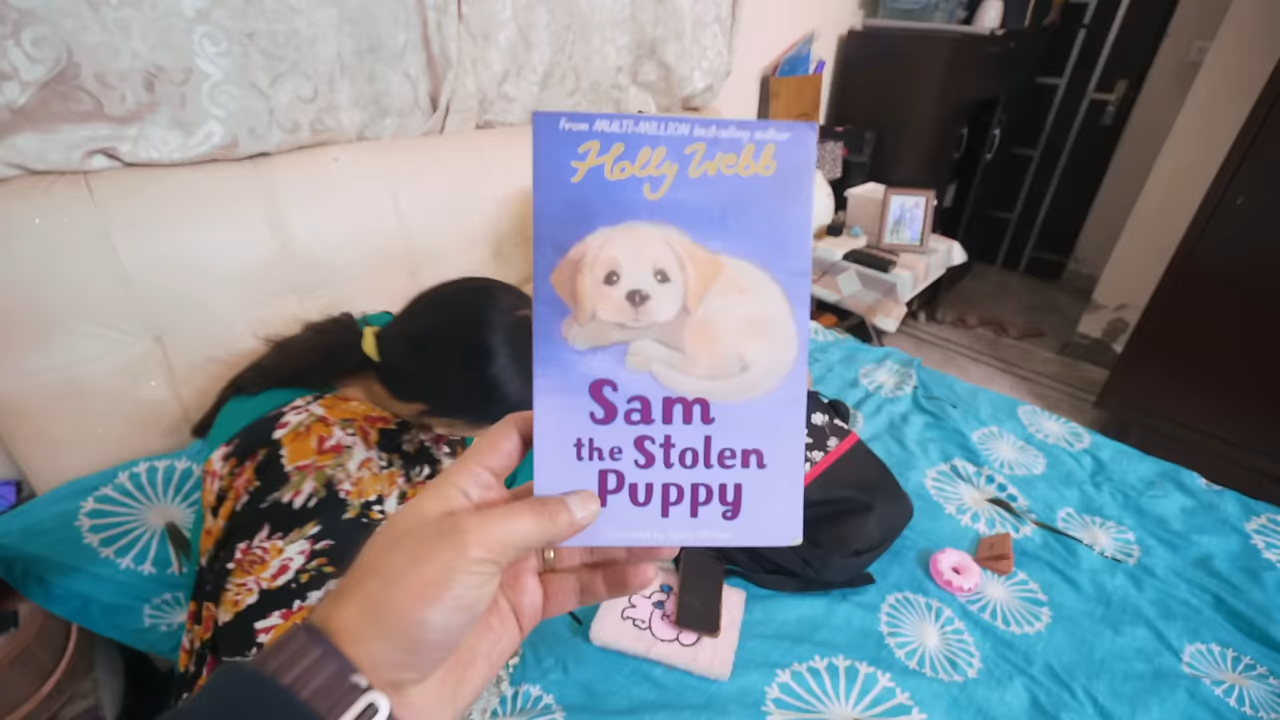 From MULTI-MILLION best-selling author
Holly Webb
Sam
the Stolen
Puppy